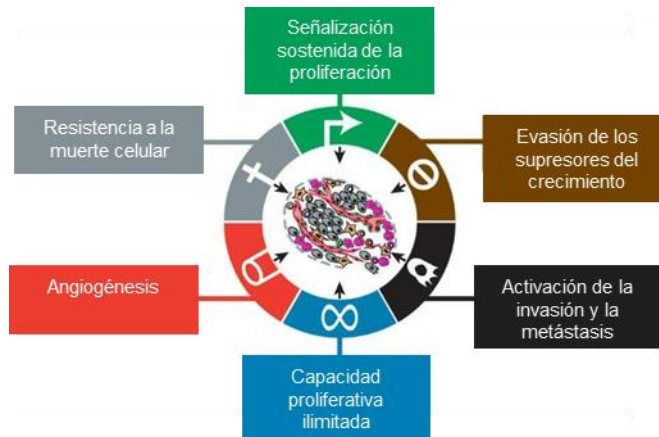 Señalización
sostenida de la
proliferación
Resistencia a la
muerte celular
Evasión de los
supresores del
crecimiento
Angiogénesis
Activación de la
invasión y la
metástasis
Capacidad
proliferativa
ilimitada